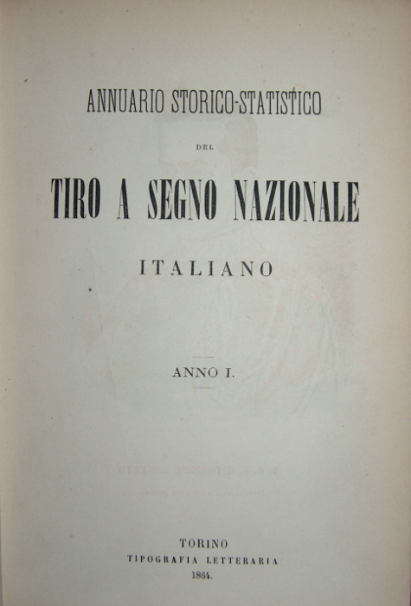 ANNUARIO STORICO-STATISTICO
DEL
TIRO A SEGNO NAZIONALE
ITALIANO
ANNO I.
TORINO
TIPOGRAFIA LETTERARIA
1864.